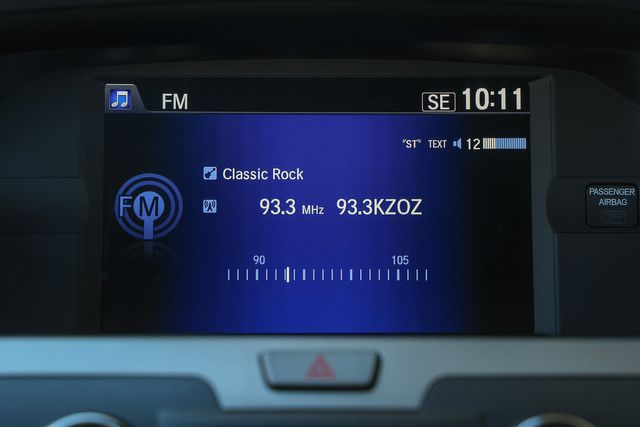 FM SE 10:11
"ST" TEXT 12
Classic Rock
FM
93.3 MHz 93.3KZOZ
90 105
PASSENGER
AIRBAG
OFF